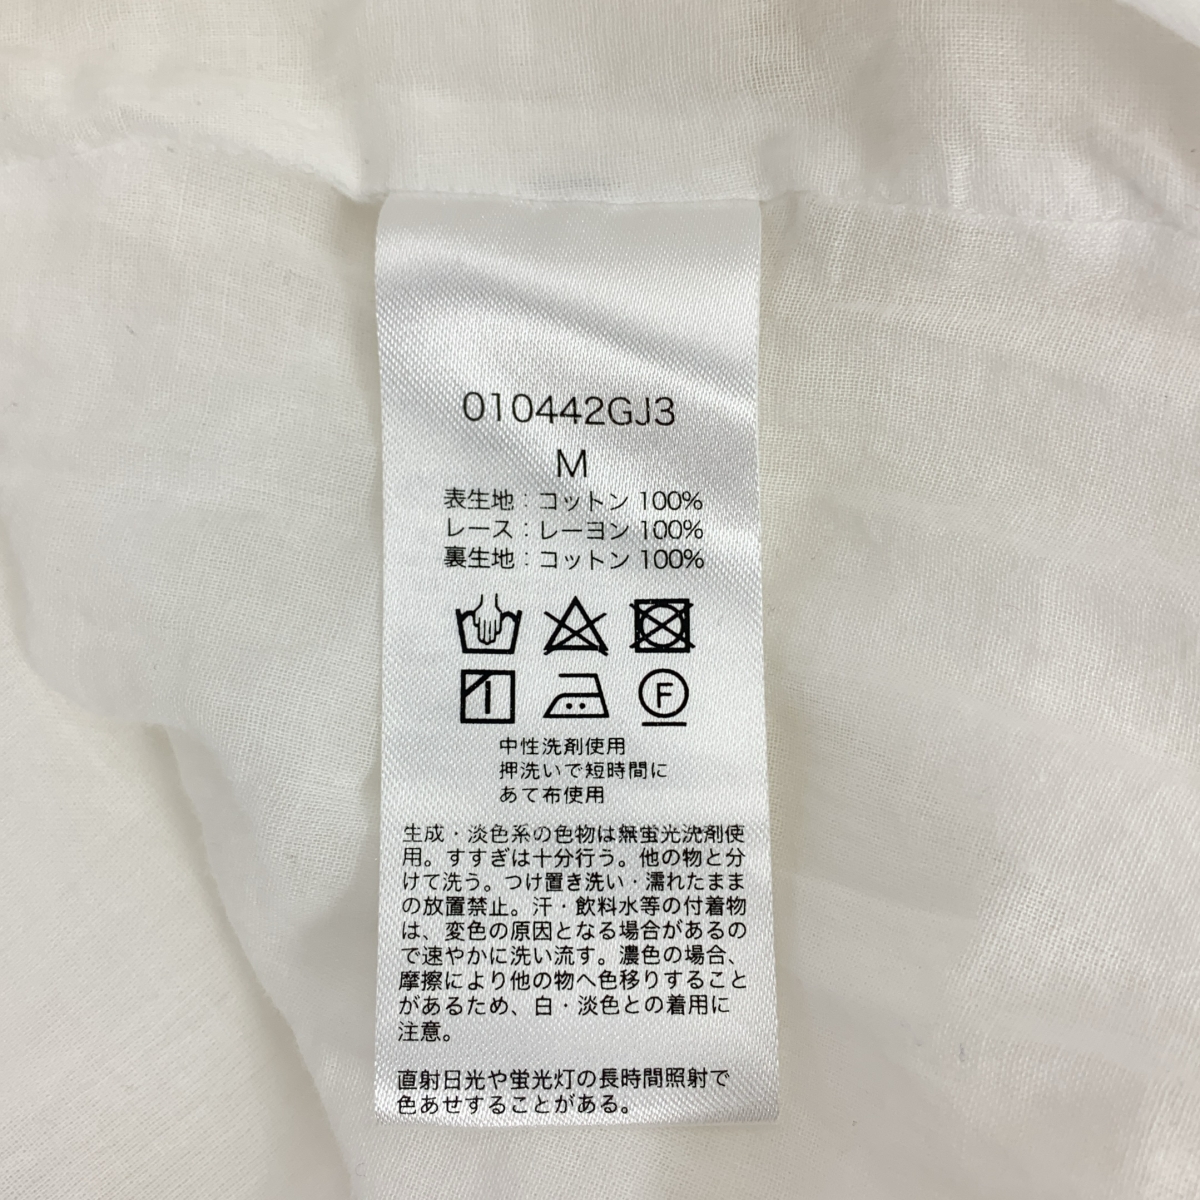 010442GJ3
M
表生地：コットン 100%
レース：レーヨン 100%
裏生地：コットン 100%
F
中性洗剤使用
押洗いで短時間に
あて布使用
生成・淡色系の色物は無蛍光洗剤使
用。すすぎは十分行う。他の物と分
けて洗う。つけ置き洗い・濡れたまま
の放置禁止。汗・飲料水等の付着物
は、変色の原因となる場合があるの
で速やかに洗い流す。濃色の場合、
摩擦により他の物へ色移りすること
があるため、白・淡色との着用に
注意。
直射日光や蛍光灯の長時間照射で
色あせすることがある。